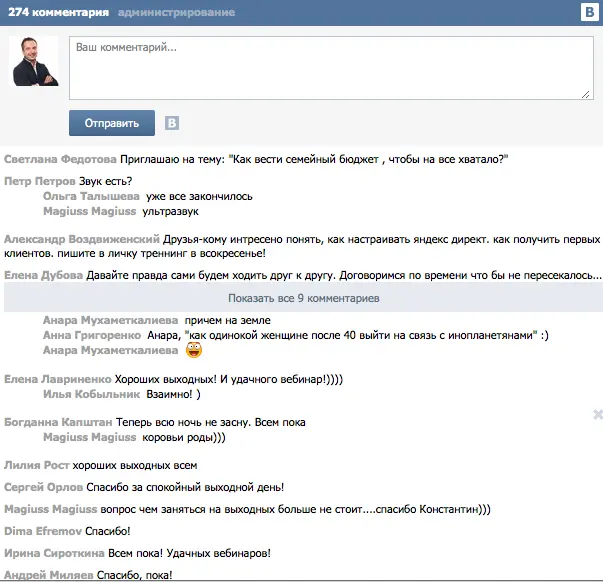 274 комментария администрирование B
Ваш комментарий...
Отправить B
Светлана Федотова Приглашаю на тему: "Как вести семейный бюджет , чтобы на все хватало?"
Петр Петров Звук есть?
Ольга Талышева уже все закончилось
Magiuss Magiuss ультразвук
Александр Воздвиженский Друзья-кому интресено понять, как настраивать яндекс директ. как получить первых
клиентов. пишите в личку треннинг в воксресенье!
Елена Дубова Давайте правда сами будем ходить друг к другу. Договоримся по времени что бы не пересекалось...
Показать все 9 комментариев
Анара Мухаметкалиева причем на земле
Анна Григоренко Анара, "как одинокой женщине после 40 выйти на связь с инопланетянами" :)
Анара Мухаметкалиева
Елена Лавриненко Хороших выходных! И удачного вебинар!))))
Илья Кобыльник Взаимно! )
Богданна Капштан Теперь всю ночь не засну. Всем пока
Magiuss Magiuss коровьи роды)))
Лилия Рост хороших выходных всем
Сергей Орлов Спасибо за спокойный выходной день!
Magiuss Magiuss вопрос чем заняться на выходных больше не стоит....спасибо Константин)))
Dima Efremov Спасибо!
Ирина Сироткина Всем пока! Удачных вебинаров!
Андрей Миляев Спасибо, пока!